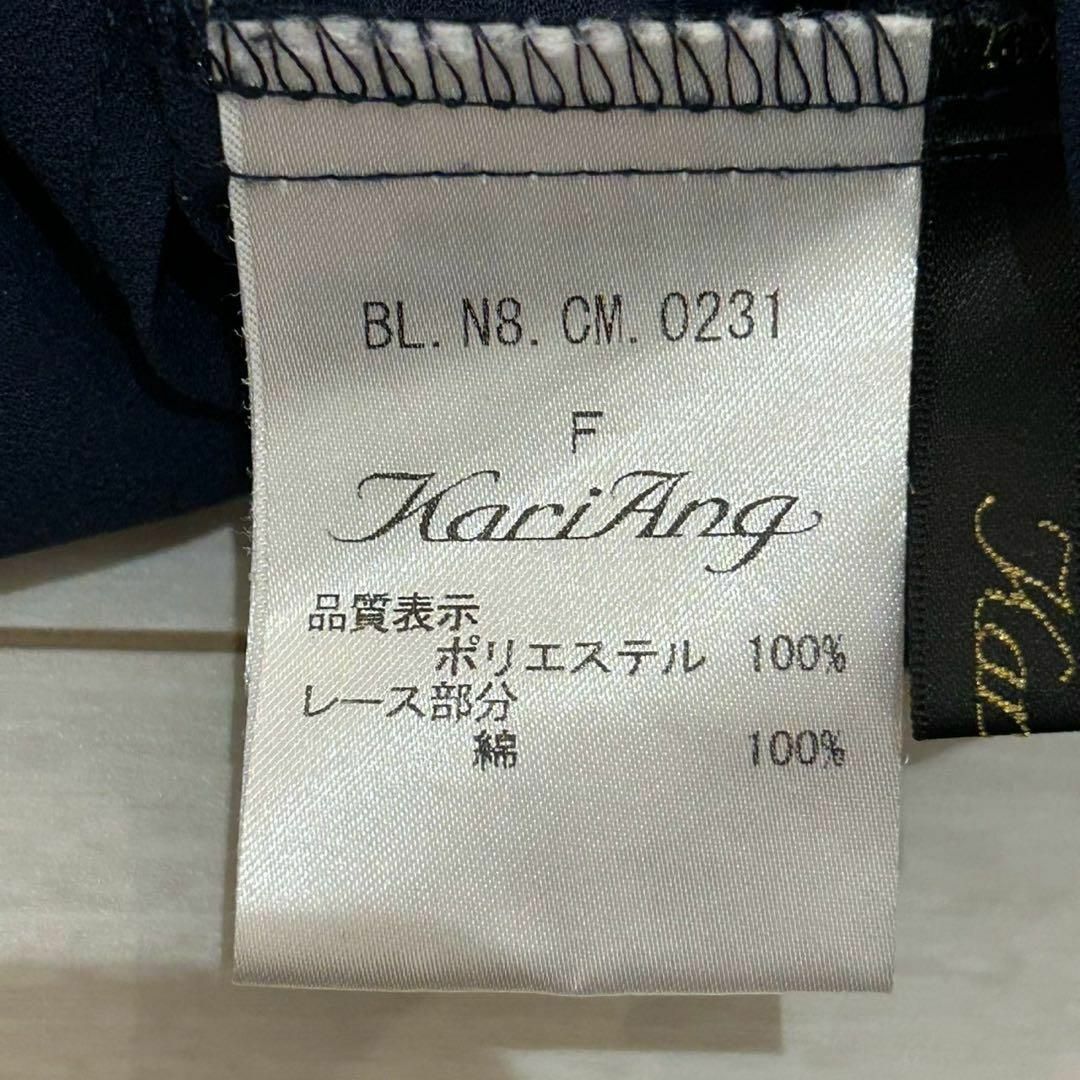 BL. N8. CM. 0231
F
KariAng
品質表示
ポリエステル 100%
レース部分
綿 100%